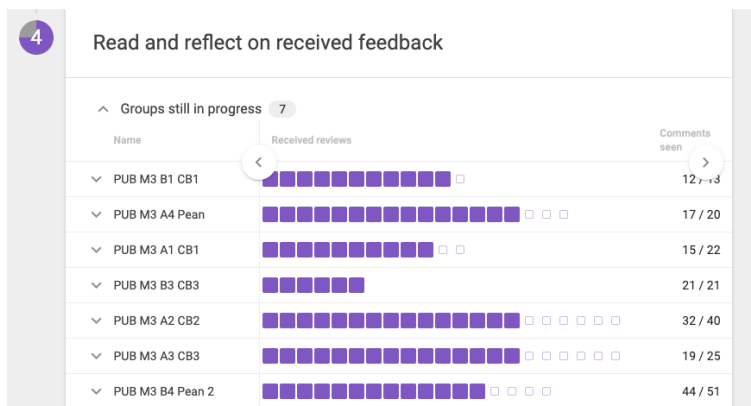 4
Read and reflect on received feedback
Groups still in progress 7
Name Received reviews Comments
seen
PUB M3 B1 CB1 12 / 13
PUB M3 A4 Pean 17 / 20
PUB M3 A1 CB1 15 / 22
PUB M3 B3 CB3 21 / 21
PUB M3 A2 CB2 32 / 40
PUB M3 A3 CB3 19 / 25
PUB M3 B4 Pean 2 44 / 51